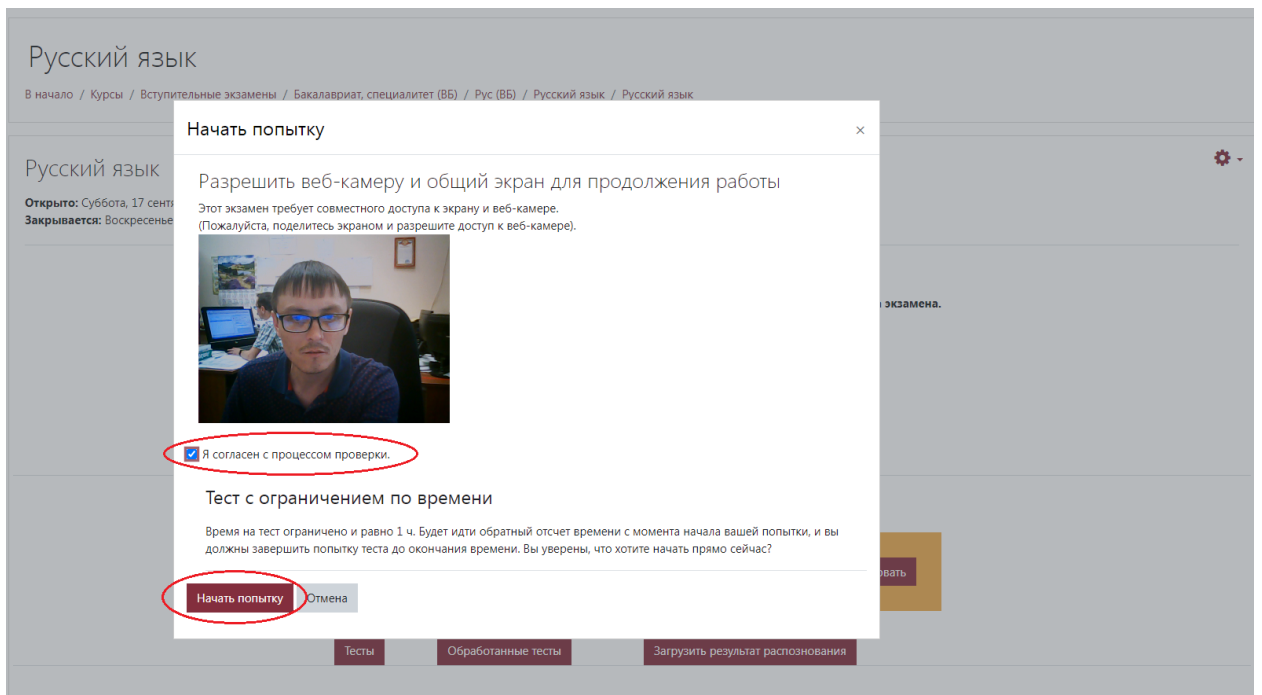 Русский язык
В начало / Курсы / Вступительные экзамены / Бакалавриат, специалитет (ВБ) / Рус (ВБ) / Русский язык / Русский язык
Начать попытку ×
Русский язык
Разрешить веб-камеру и общий экран для продолжения работы
Открыто: Суббота, 17
Этот экзамен требует совместного доступа к экрану и веб-камере.
Закрывается: Воскресенье
(Пожалуйста, поделитесь экраном и разрешите доступ к веб-камере).
экзамена.
Я согласен с процессом проверки.
Тест с ограничением по времени
Время на тест ограничено и равно 1 ч. Будет идти обратный отсчет времени с момента начала вашей попытки, и вы
должны завершить попытку теста до окончания времени. Вы уверены, что хотите начать прямо сейчас?
Начать попытку Отмена
Тесты Обработанные тесты Загрузить результат распознования